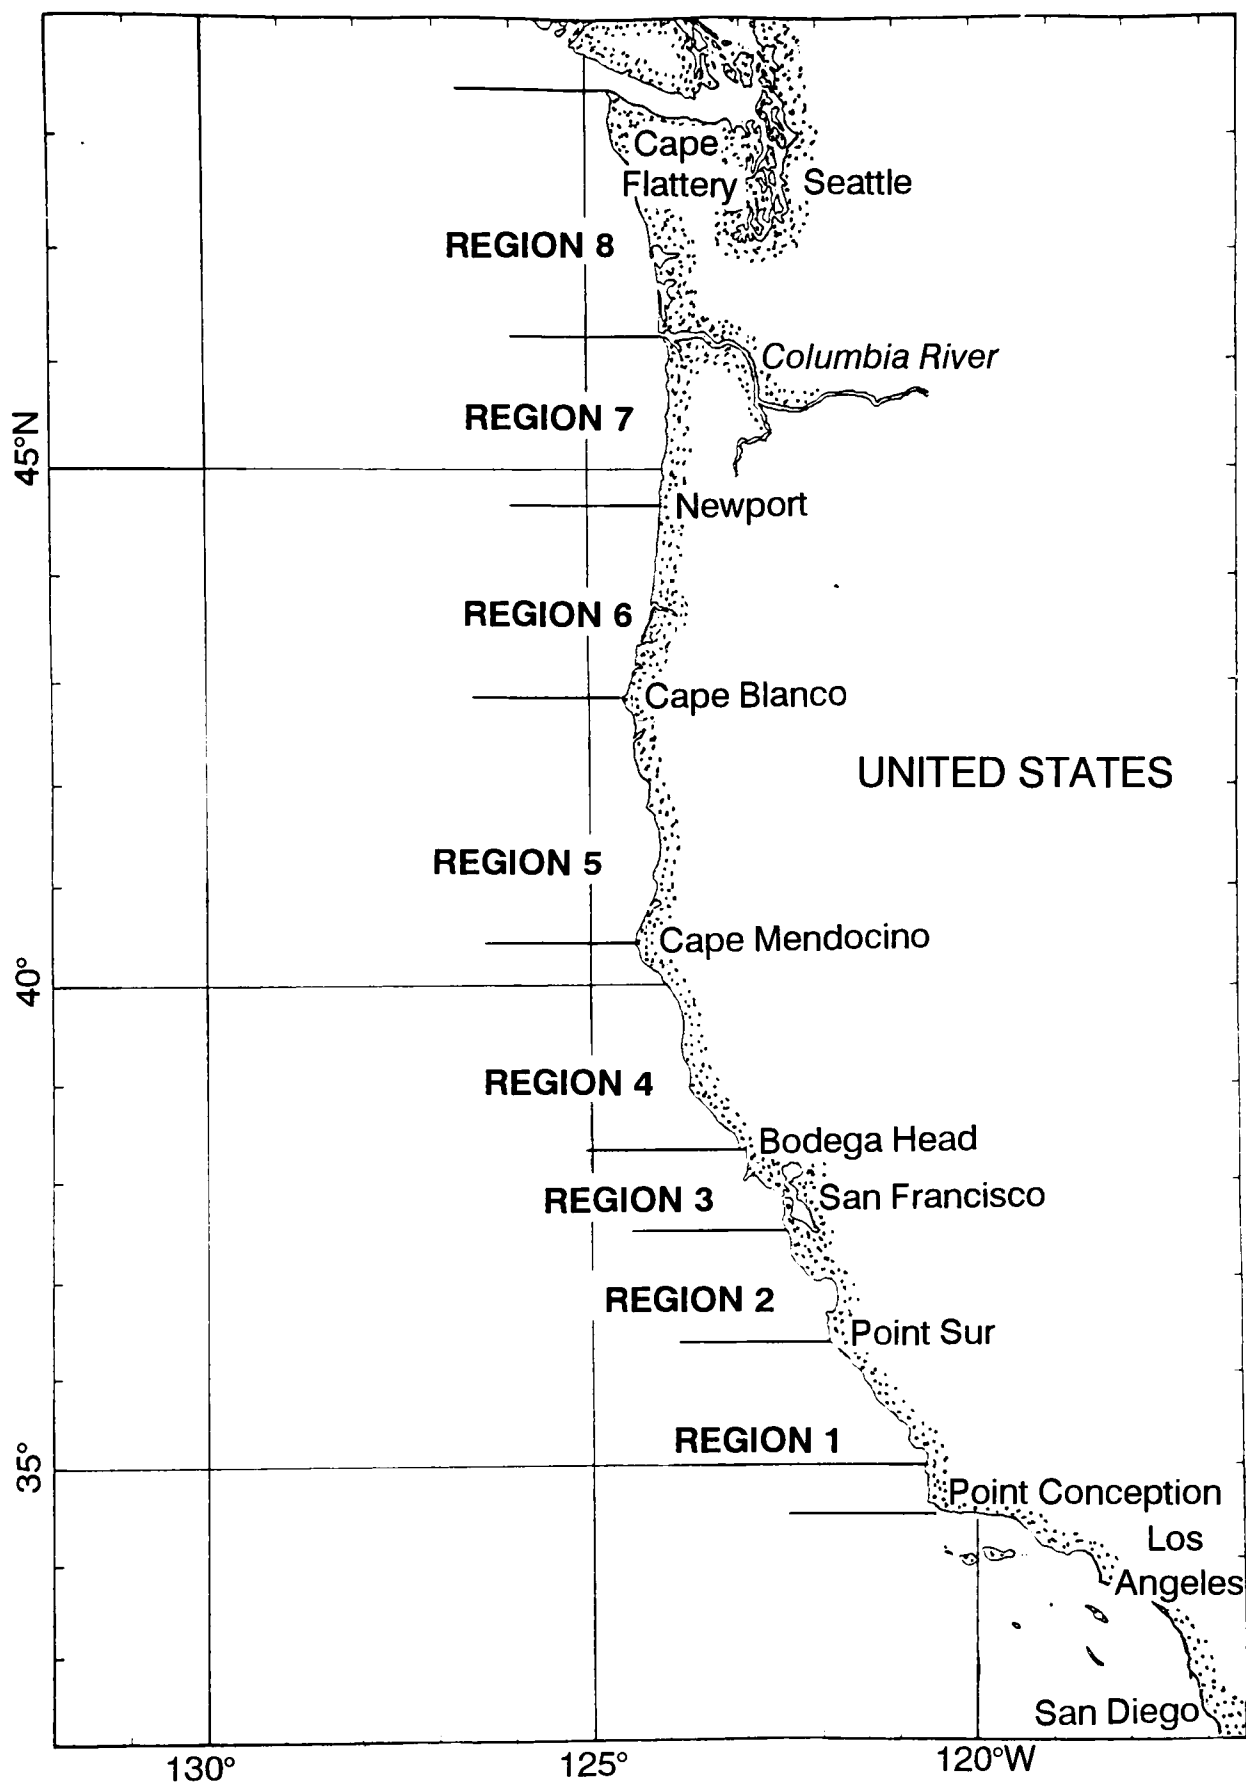 Cape
Flattery
Seattle
REGION 8
Columbia River
REGION 7
45°N
Newport
REGION 6
Cape Blanco
UNITED STATES
REGION 5
Cape Mendocino
40°
REGION 4
Bodega Head
REGION 3
San Francisco
REGION 2
Point Sur
REGION 1
35°
Point Conception
Los
Angeles
San Diego
130°
125°
120°W